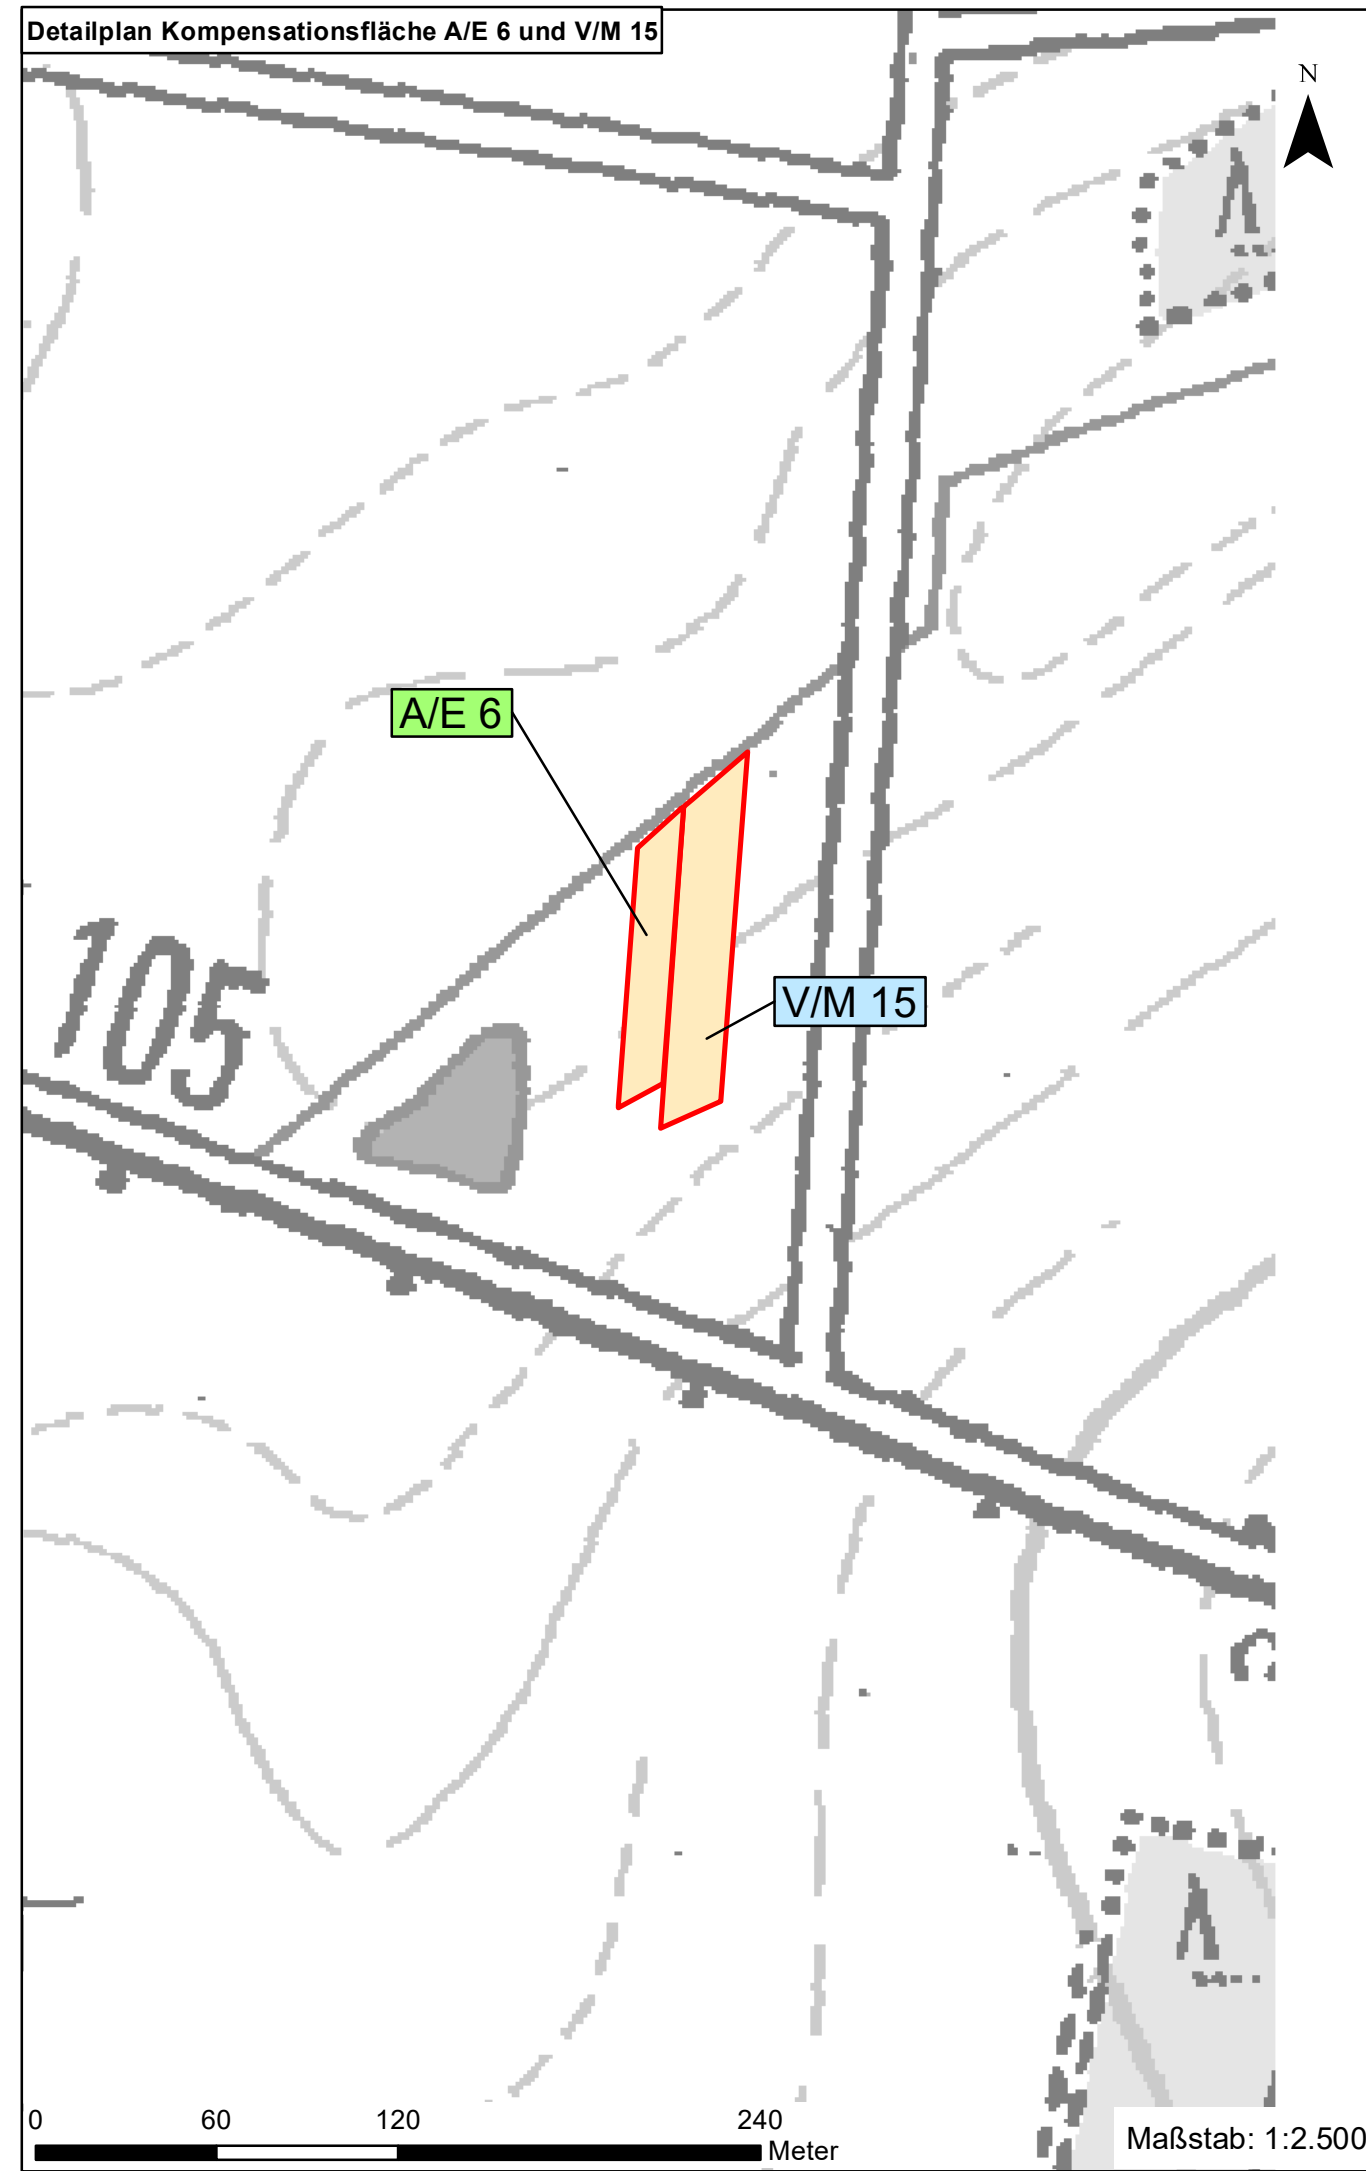 Detailplan Kompensationsfläche A/E 6 und V/M 15
N
A/E 6
105
V/M 15
0 60 120 240
Meter
Maßstab: 1:2.500